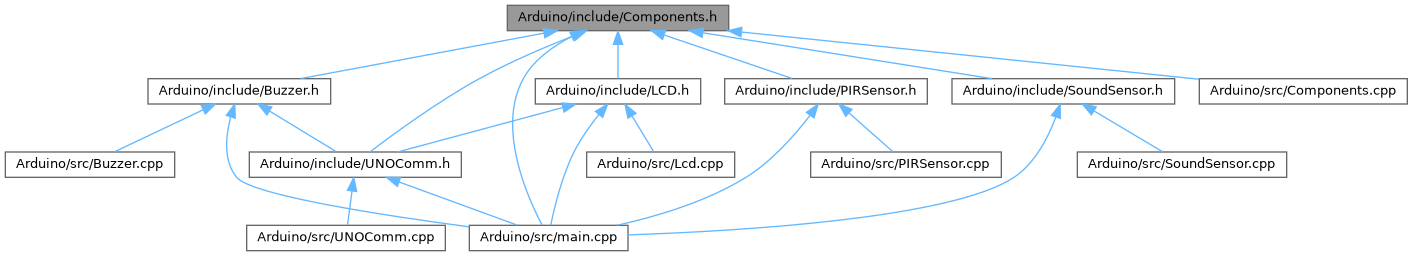 Arduino/include/Components.h
Arduino/include/Buzzer.h
Arduino/include/LCD.h
Arduino/include/PIRSensor.h
Arduino/include/SoundSensor.h
Arduino/src/Components.cpp
Arduino/src/Buzzer.cpp
Arduino/include/UNOComm.h
Arduino/src/Lcd.cpp
Arduino/src/PIRSensor.cpp
Arduino/src/SoundSensor.cpp
Arduino/src/UNOComm.cpp
Arduino/src/main.cpp